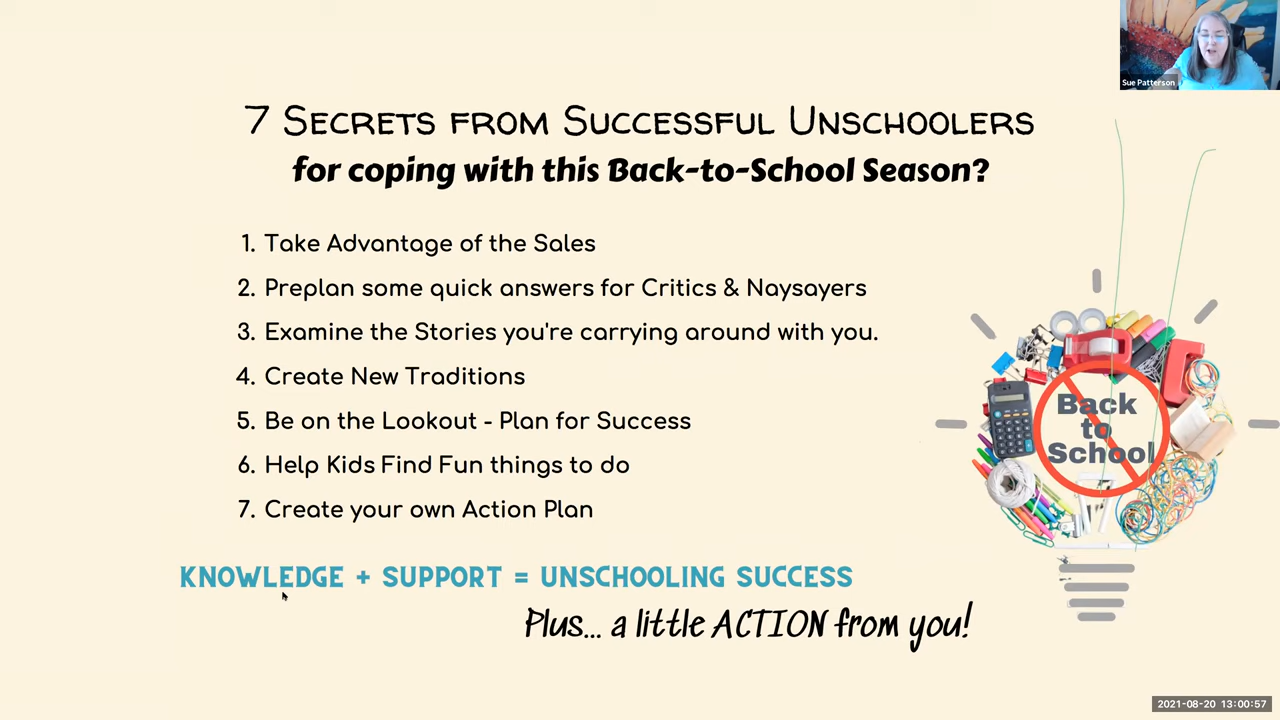 Sue Patterson
7 Secrets from Successful Unschoolers
for coping with this Back-to-School Season?
1. Take Advantage of the Sales
2. Preplan some quick answers for Critics & Naysayers
3. Examine the Stories you're carrying around with you.
4. Create New Traditions
5. Be on the Lookout - Plan for Success
6. Help Kids Find Fun things to do
7. Create your own Action Plan
Back
to
School
KNOWLEDGE + SUPPORT = UNSCHOOLING SUCCESS
Plus... a little ACTION from you!
2021-08-20 13:00:57